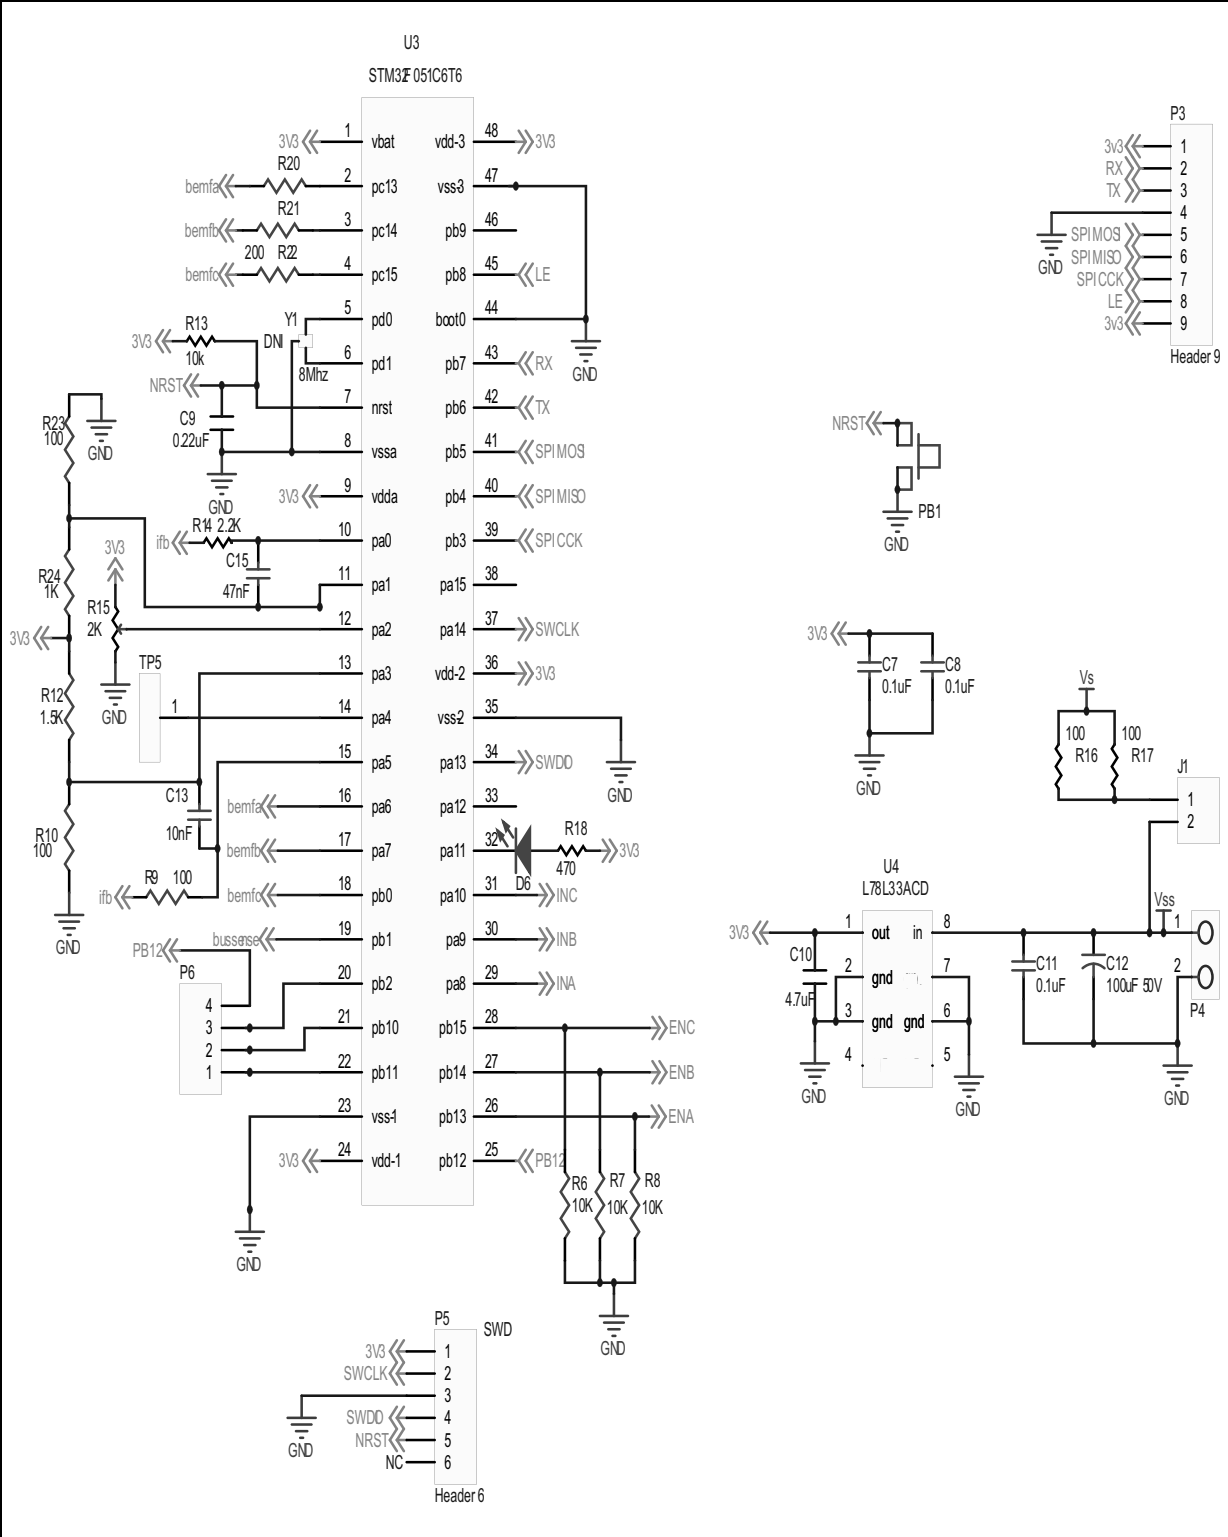 U3
STM32F051C6T6
3V3 1 vbat vdd-3 48 3V3
R20
bemfa 2 pc13 vss-3 47
R21
bemfb 3 pc14 pb9 46
200 R22
bemfc 4 pc15 pb8 45 LE
5 pd0 boot0 44
Y1
DNI
8Mhz
GND
6 pd1 pb7 43 RX
R13
3V3
10k
NRST
7 nrst pb6 42 TX
C9
0.22uF
8 vssa pb5 41 SPIMOSI
GND
3V3 9 vdda pb4 40 SPIMISO
R14 2.2K
ifb 10 pa0 pb3 39 SPICCK
C15
47nF
11 pa1 pa15 38
12 pa2 pa14 37 SWCLK
13 pa3 vdd-2 36 3V3
14 pa4 vss-2 35
GND
15 pa5 pa13 34 SWDD
bemfa 16 pa6 pa12 33
bemfb 17 pa7 pa11 32
D6
R18
470
3V3
bemfc 18 pb0 pa10 31 INC
bussense 19 pb1 pa9 30 INB
20 pb2 pa8 29 INA
21 pb10 pb15 28 ENC
22 pb11 pb14 27 ENB
23 vss-1 pb13 26 ENA
3V3 24 vdd-1 pb12 25 PB12
GND
R23
100
GND
R24
1K
3V3
R15
2K
GND
3V3
R12
1.5K
TP5
1
C13
10nF
R10
100
GND
R9 100
ifb
PB12
P6
4
3
2
1
R6
10K
R7
10K
R8
10K
GND
P5
SWD
3V3 1
SWCLK 2
3
GND
SWDD 4
NRST 5
NC 6
Header 6
P3
3v3 1
RX 2
TX 3
4
GND
SPIMOSI 5
SPIMISO 6
SPICCK 7
LE 8
3v3 9
Header 9
NRST
PB1
GND
3V3
C7
0.1uF
C8
0.1uF
GND
Vs
100
R16
100
R17
J1
1
2
U4
L78L33ACD
3V3 1 out in 8
2 gnd 7
3 gnd gnd 6
4 5
C10
4.7uF
GND
GND
C11
0.1uF
C12
100uF 50V
Vss
1
2
P4
GND